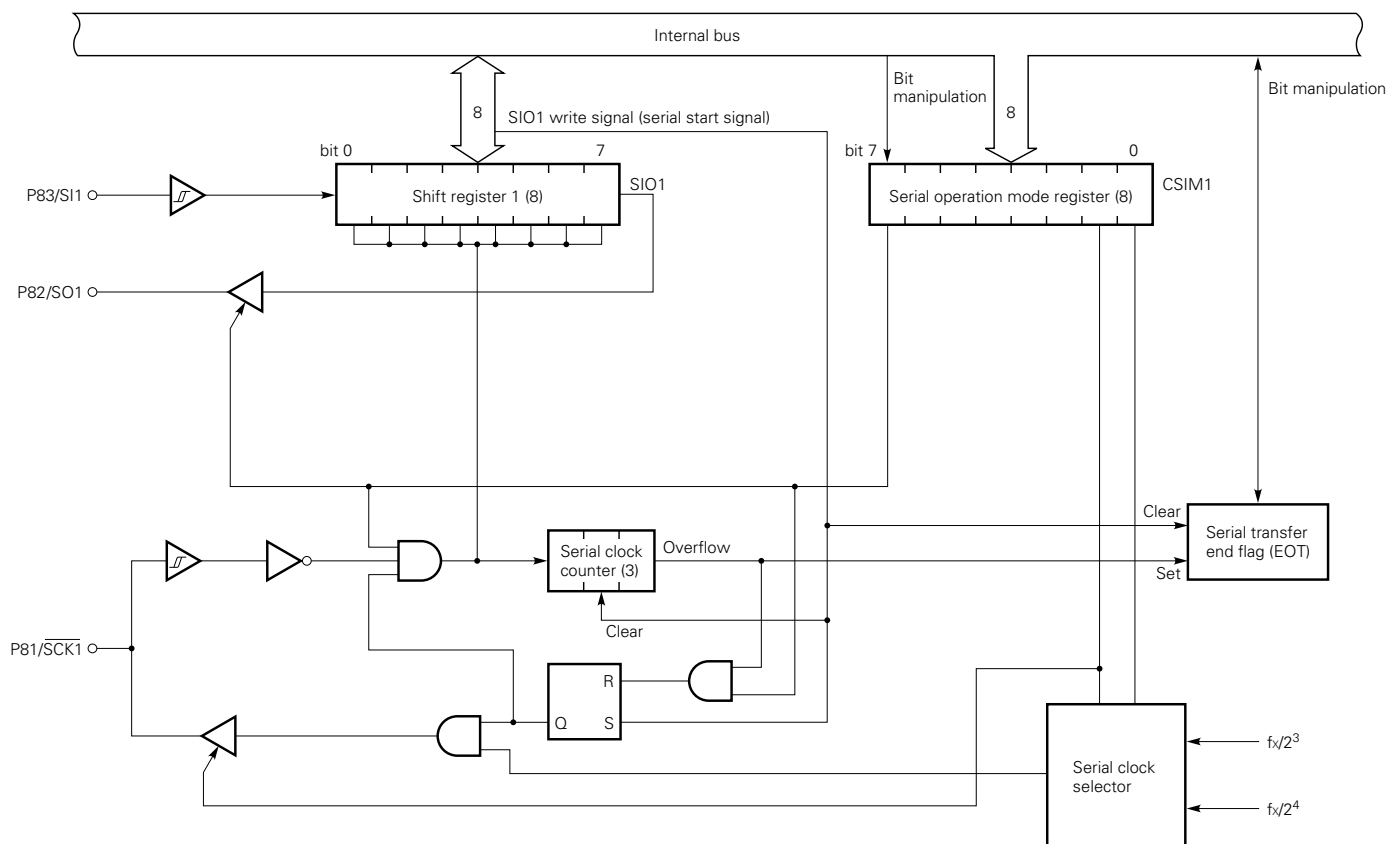 Internal bus
Bit
manipulation
Bit manipulation
8
8
SIO1 write signal (serial start signal)
bit 0
7
bit 7
0
P83/SI1
Shift register 1 (8)
SIO1
Serial operation mode register (8)
CSIM1
P82/SO1
Clear
Serial transfer
end flag (EOT)
Serial clock
counter (3)
Overflow
Set
Clear
P81/S̅C̅K̅1̅
R
Q
S
fx/2³
Serial clock
selector
fx/2⁴